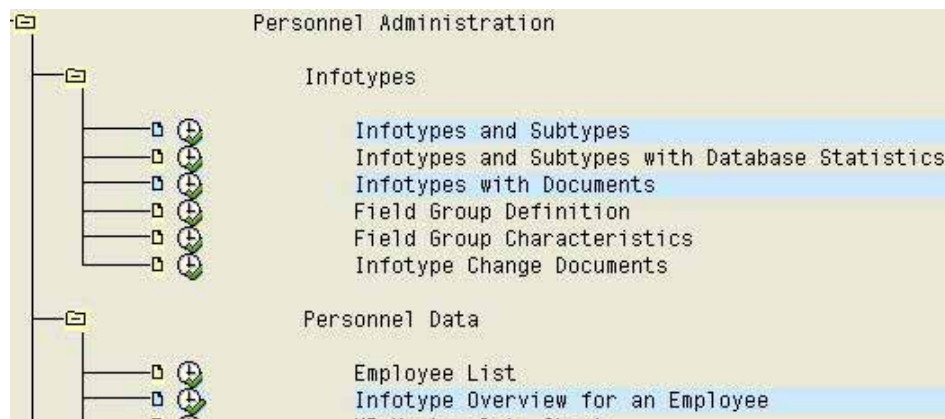 Personnel Administration
Infotypes
Infotypes and Subtypes
Infotypes and Subtypes with Database Statistics
Infotypes with Documents
Field Group Definition
Field Group Characteristics
Infotype Change Documents
Personnel Data
Employee List
Infotype Overview for an Employee